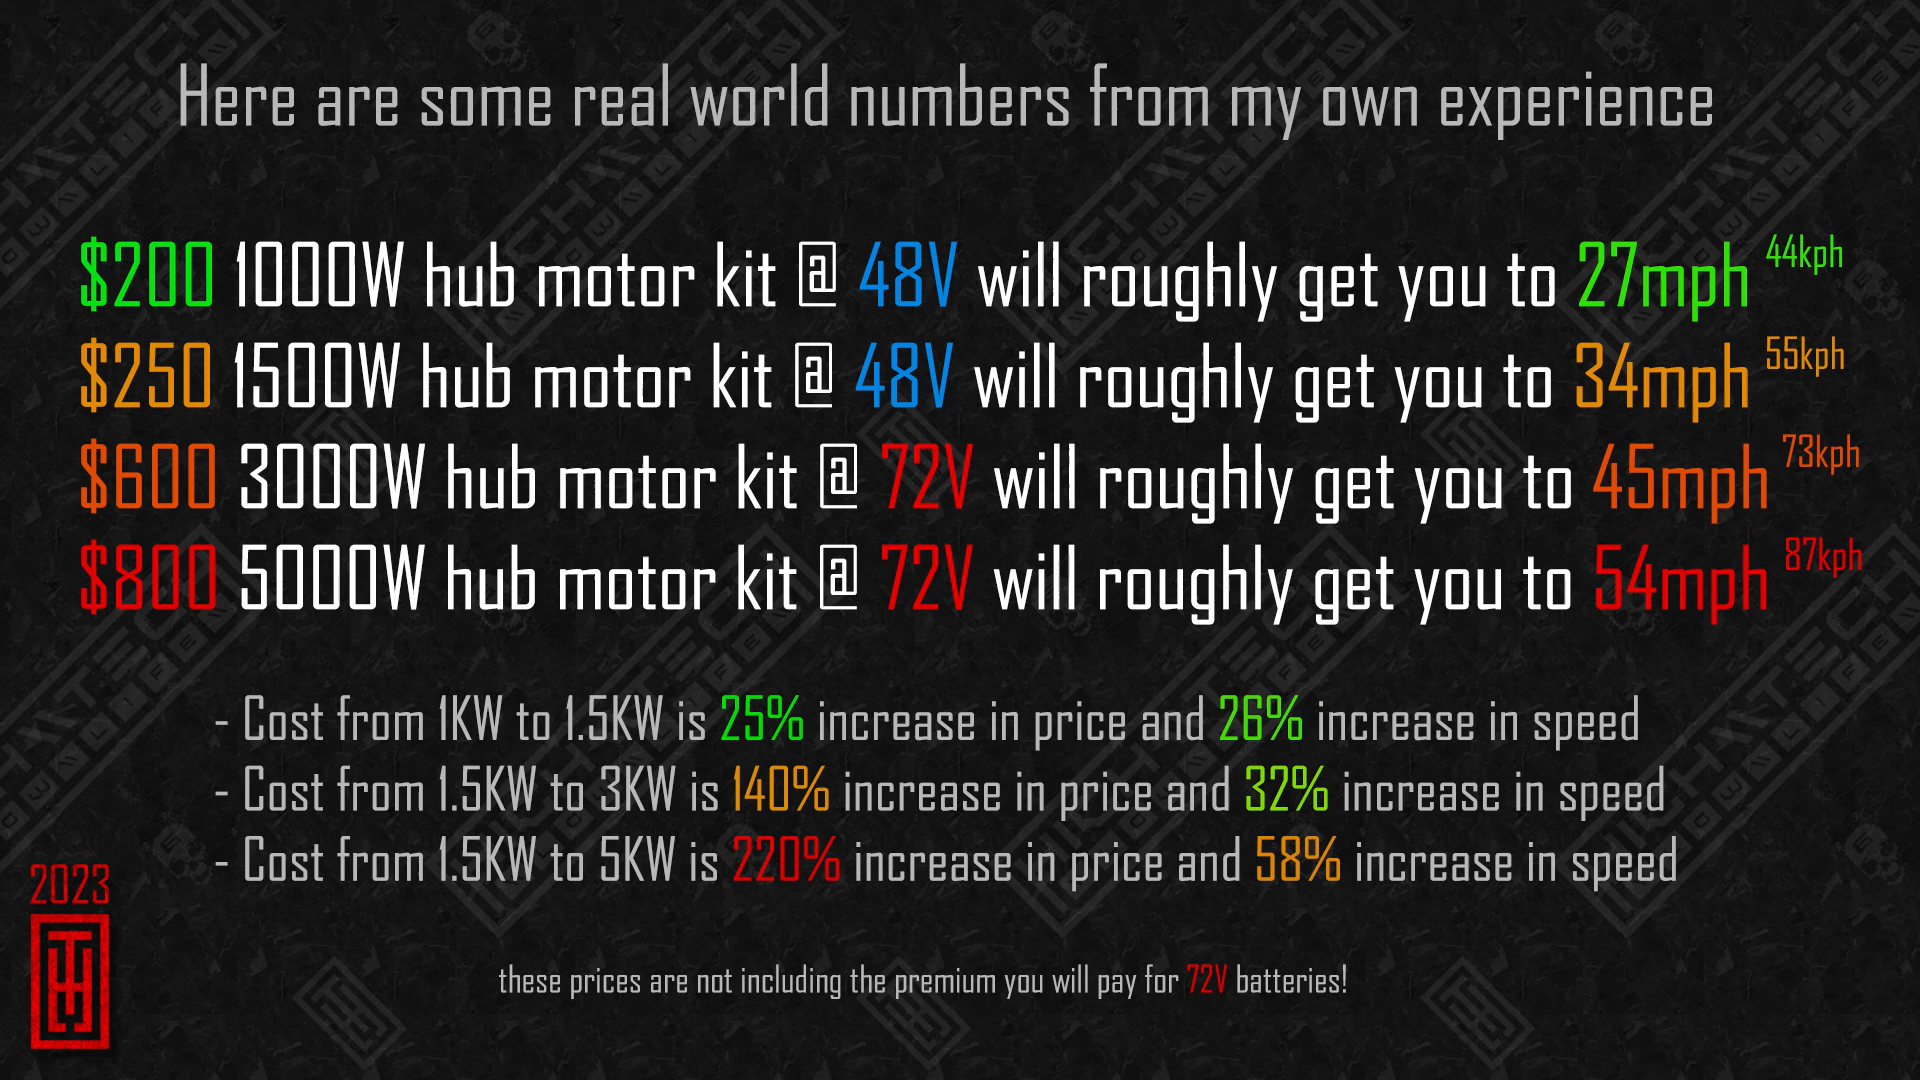 Here are some real world numbers from my own experience
$200 1000W hub motor kit @ 48V will roughly get you to 27mph 44kph
$250 1500W hub motor kit @ 48V will roughly get you to 34mph 55kph
$600 3000W hub motor kit @ 72V will roughly get you to 45mph 73kph
$800 5000W hub motor kit @ 72V will roughly get you to 54mph 87kph
- Cost from 1KW to 1.5KW is 25% increase in price and 26% increase in speed
- Cost from 1.5KW to 3KW is 140% increase in price and 32% increase in speed
- Cost from 1.5KW to 5KW is 220% increase in price and 58% increase in speed
2023
these prices are not including the premium you will pay for 72V batteries!